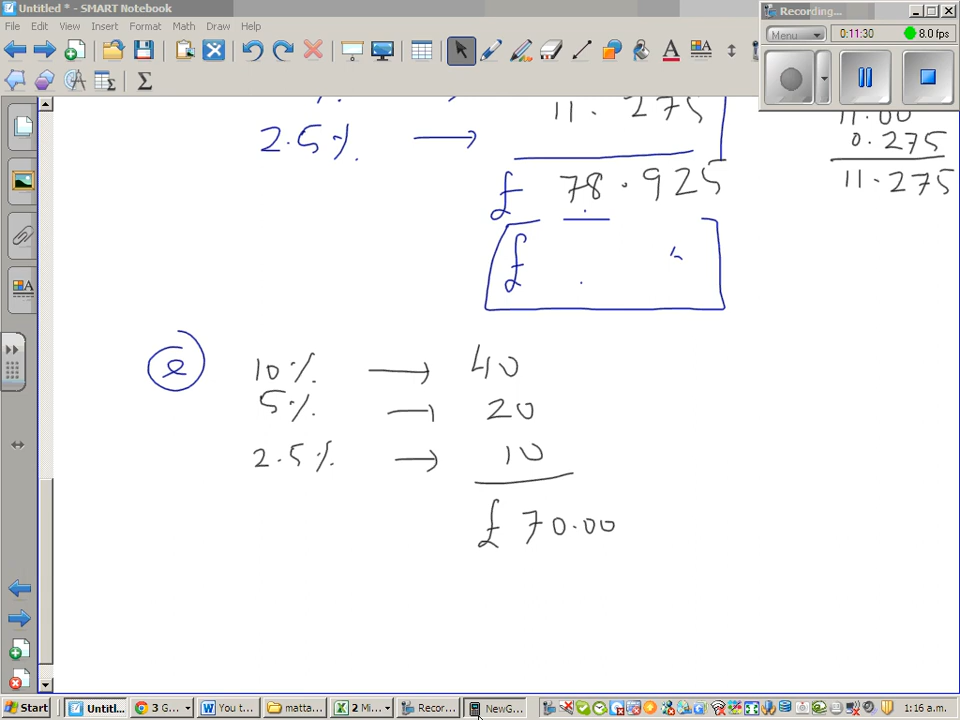 Untitled * - SMART Notebook
Recording...
File Edit View Insert Format Math Draw Help
Menu
0:11:30
8.0 fps
11. 275
2.5% →
11.00
0.275
11.275
£ 78.925
£
e
10% → 40
5% → 20
2.5% → 10
£ 70.00
Start
Untitl...
3 G...
You t...
matta...
2 Mi...
Recor...
NewG...
1:16 a.m.